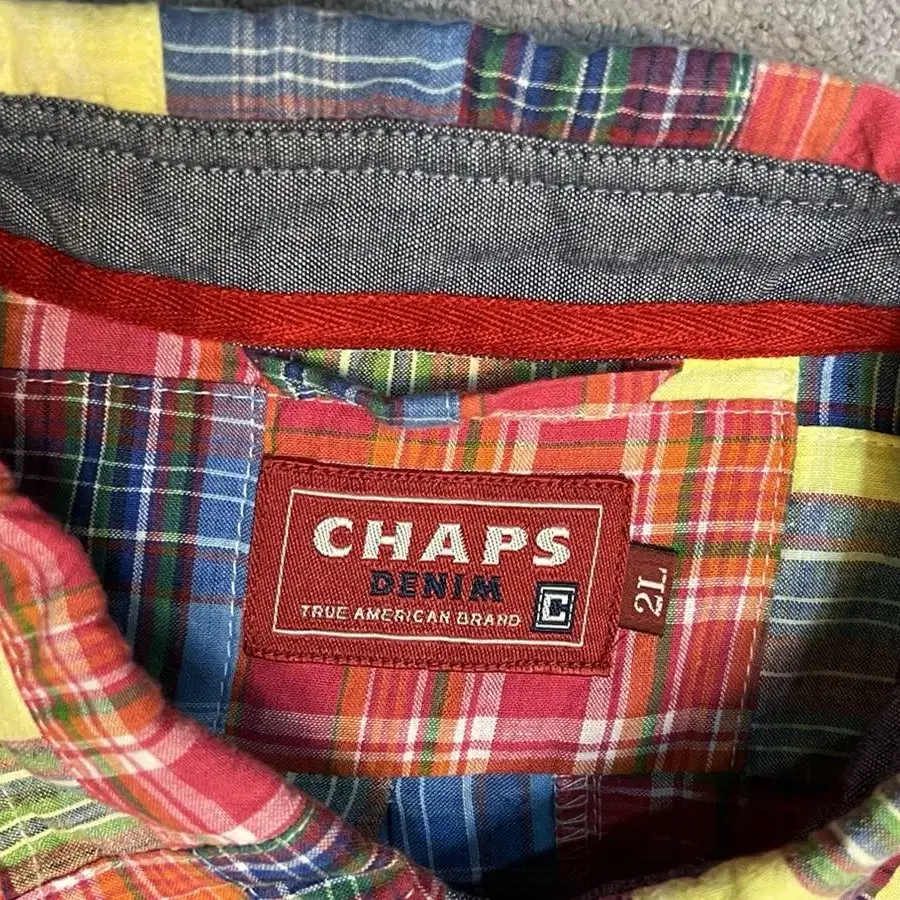 CHAPS
DENIM
TRUE AMERICAN BRAND
C
2L